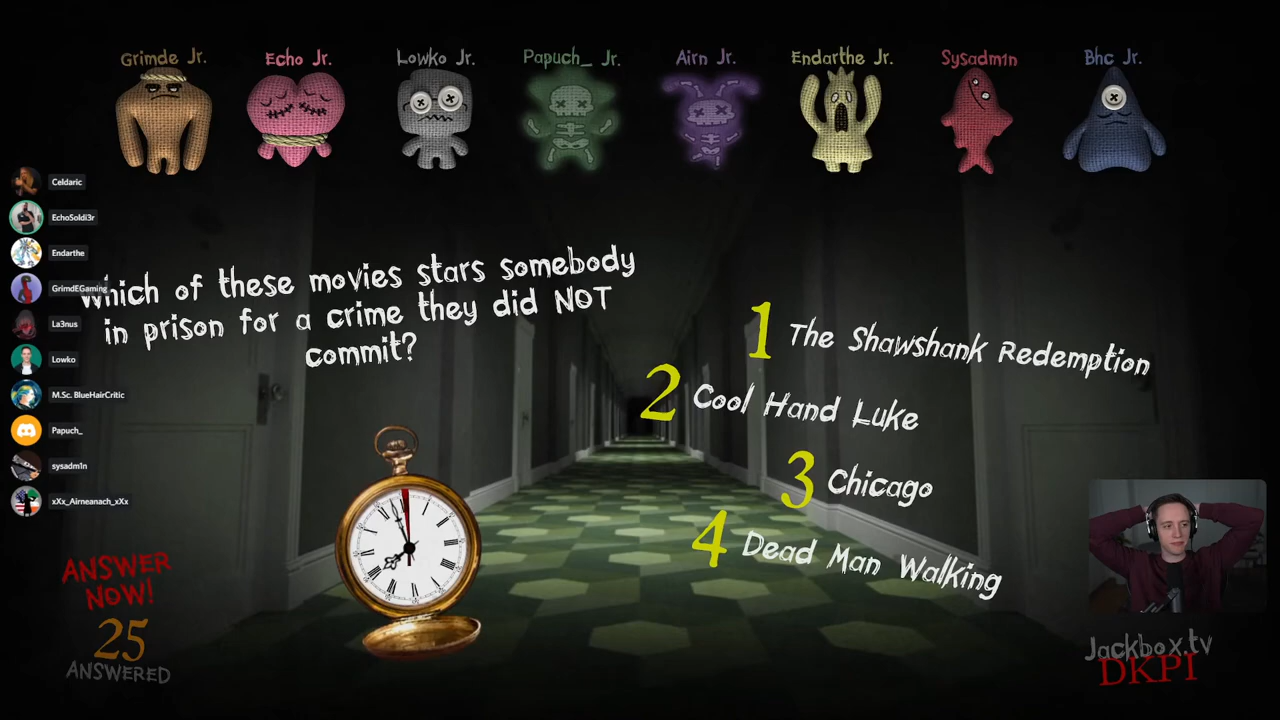 Grimde Jr.
Echo Jr.
Lowko Jr.
Papuch_ Jr.
Airn Jr.
Endarthe Jr.
Sysadm1n
Bhc Jr.
Celdaric
EchoSoldi3r
Endarthe
GrimdEGaming
La3nus
Lowko
M.Sc. BlueHairCritic
Papuch_
sysadm1n
xXx_Airneanach_xXx
Which of these movies stars somebody
in prison for a crime they did NOT
commit?
1 The Shawshank Redemption
2 Cool Hand Luke
3 Chicago
4 Dead Man Walking
ANSWER
NOW!
25
ANSWERED
Jackbox.tv
DKPI